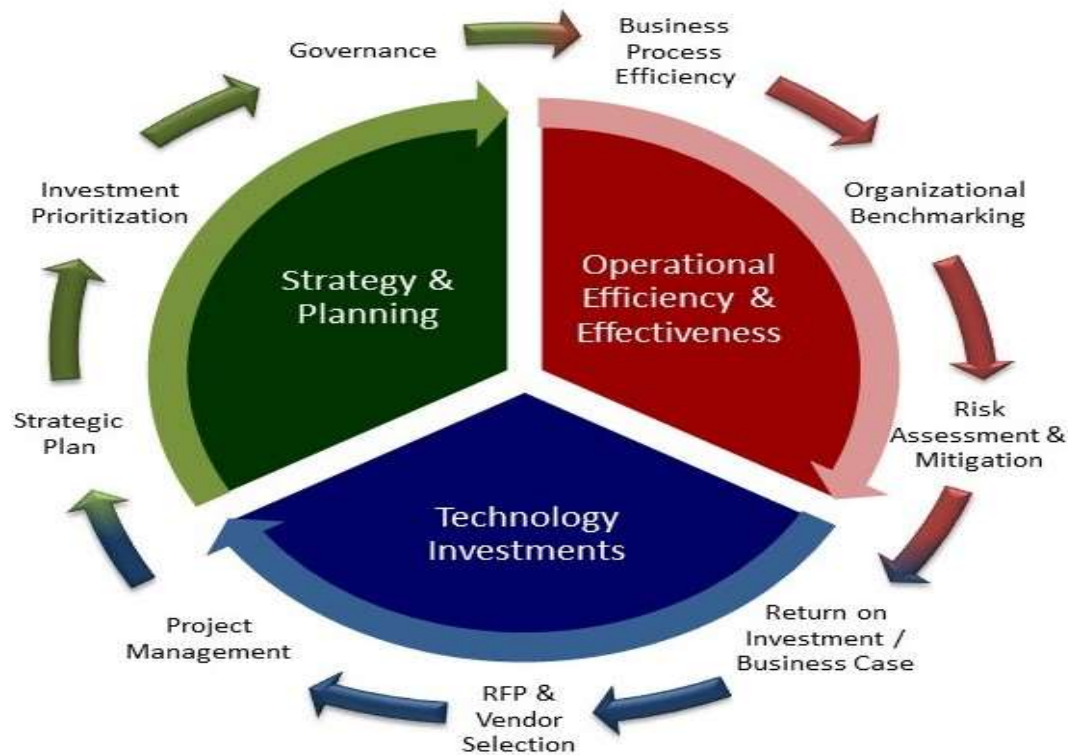 Governance
Business
Process
Efficiency
Investment
Prioritization
Organizational
Benchmarking
Strategy &
Planning
Operational
Efficiency &
Effectiveness
Strategic
Plan
Risk
Assessment &
Mitigation
Technology
Investments
Project
Management
Return on
Investment /
Business Case
RFP &
Vendor
Selection